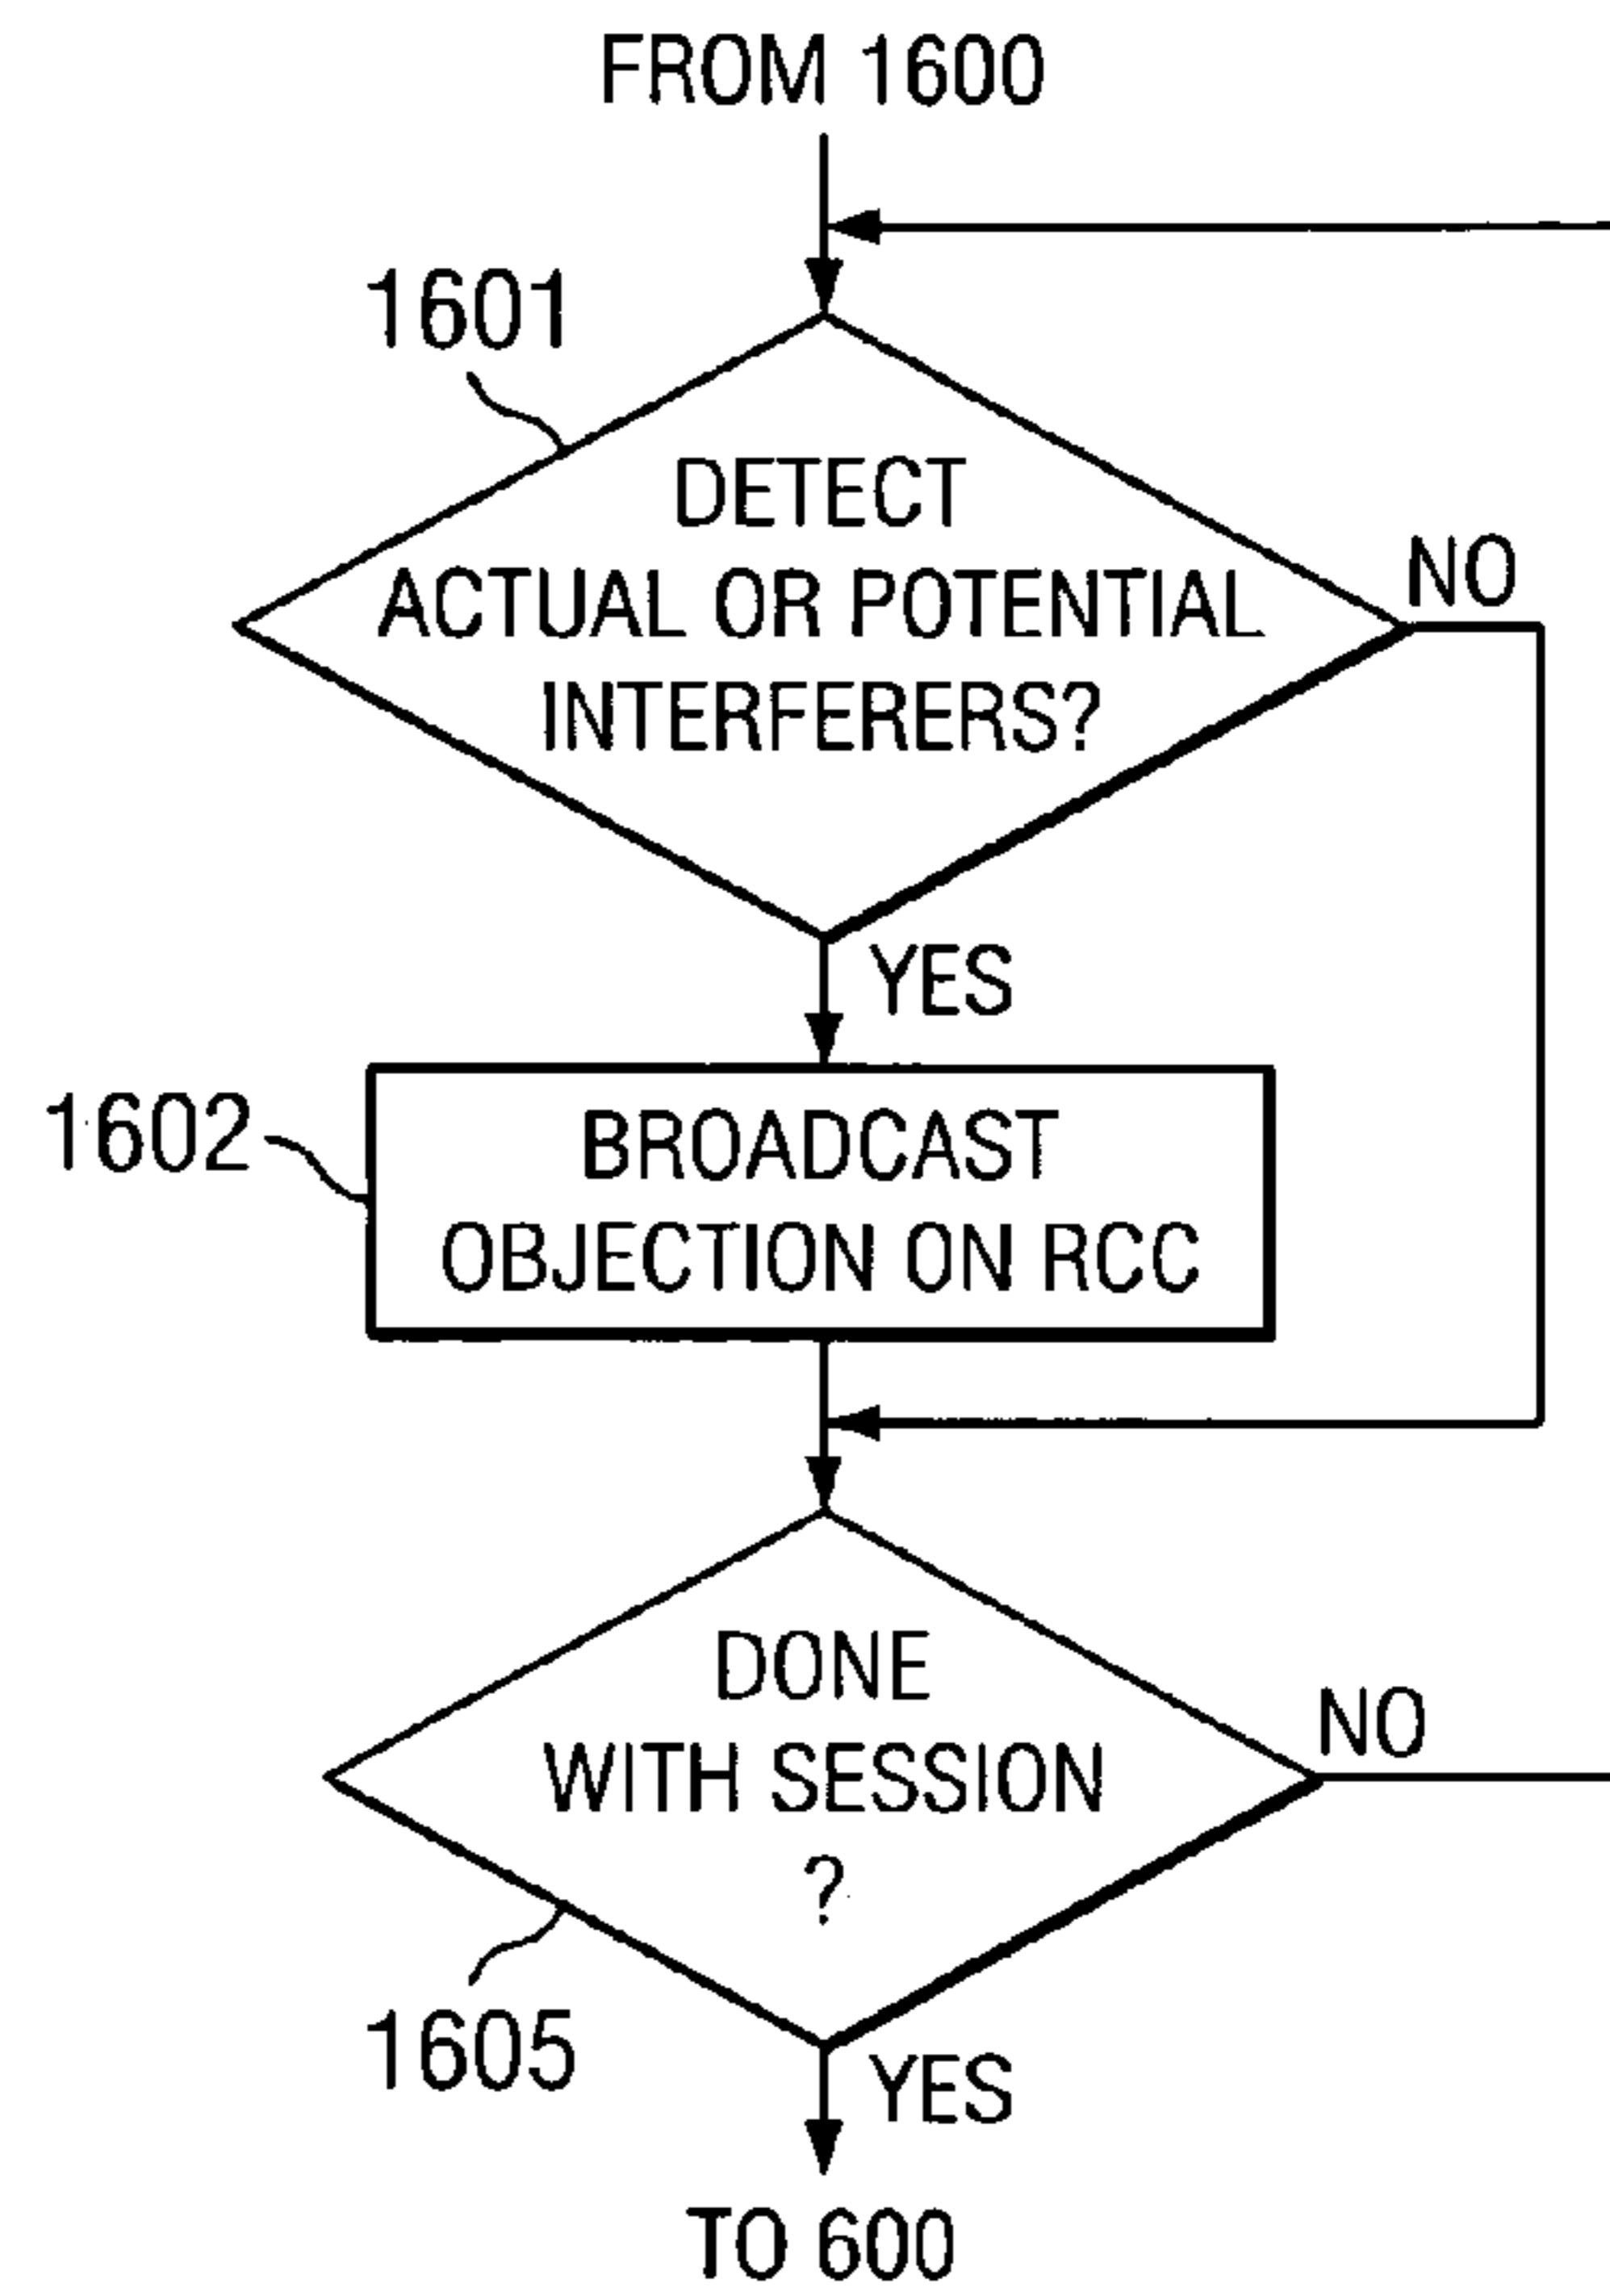 FROM 1600
1601
DETECT
ACTUAL OR POTENTIAL
INTERFERERS?
NO
YES
1602
BROADCAST
OBJECTION ON RCC
DONE
WITH SESSION
?
NO
1605
YES
TO 600